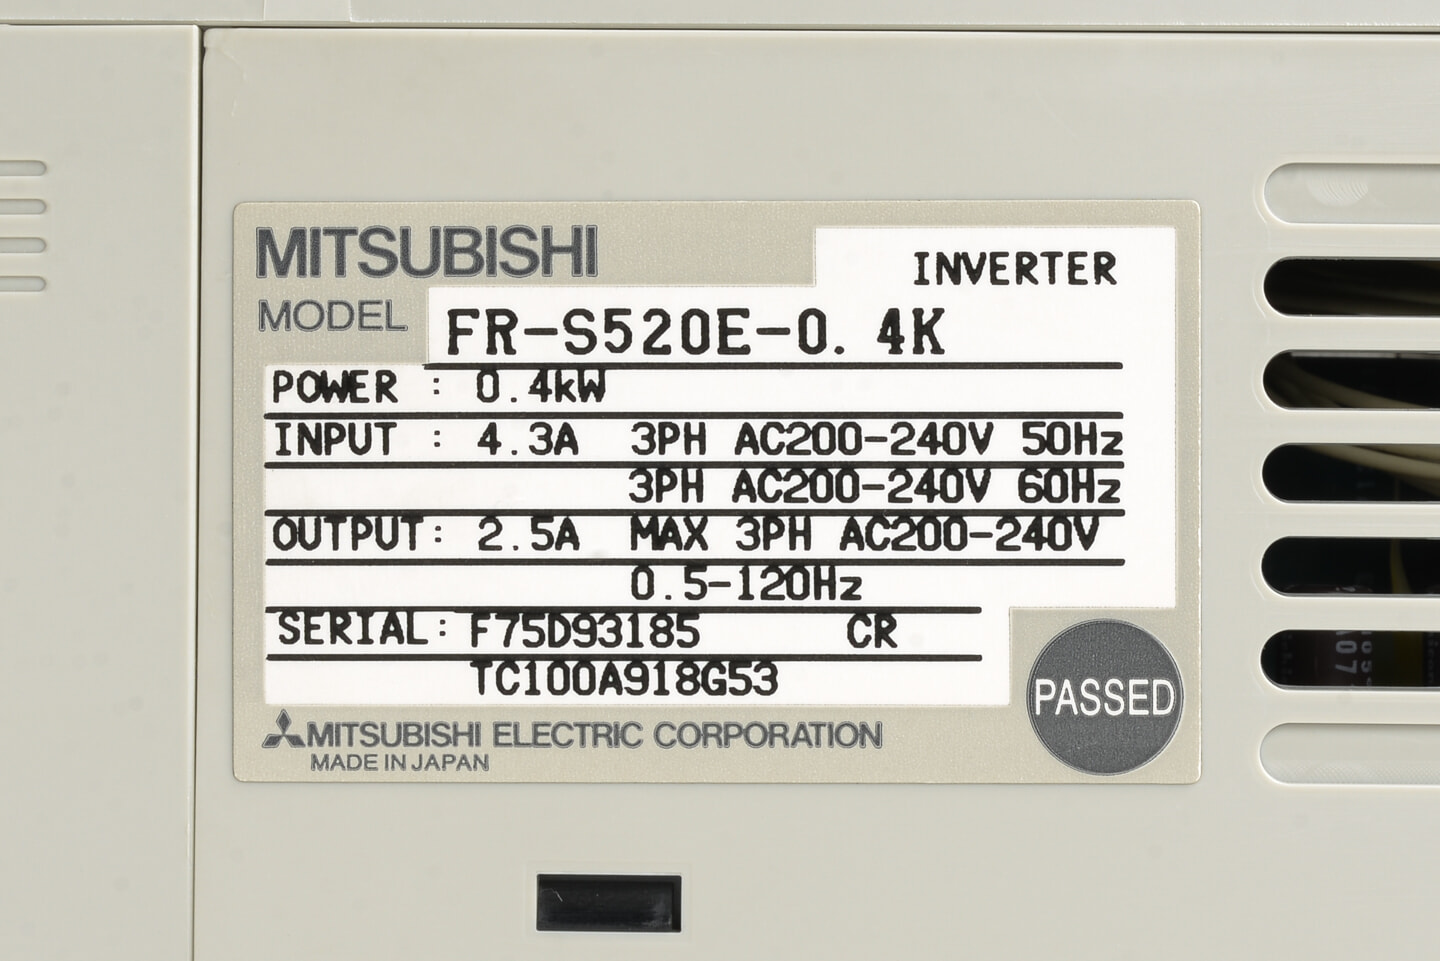 MITSUBISHI
INVERTER
MODEL FR-S520E-0.4K
POWER : 0.4kW
INPUT : 4.3A 3PH AC200-240V 50Hz
3PH AC200-240V 60Hz
OUTPUT: 2.5A MAX 3PH AC200-240V
0.5-120Hz
SERIAL: F75D93185 CR
TC100A918G53
PASSED
MITSUBISHI ELECTRIC CORPORATION
MADE IN JAPAN